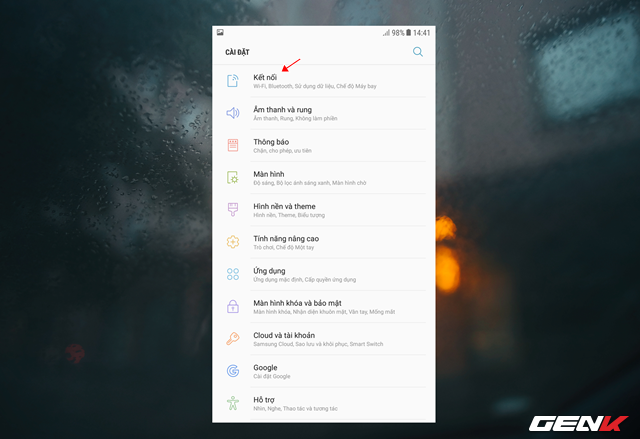 98% 14:41
CÀI ĐẶT
Kết nối
Wi-Fi, Bluetooth, Sử dụng dữ liệu, Chế độ Máy bay
Âm thanh và rung
Âm thanh, Rung, Không làm phiền
Thông báo
Chặn, cho phép, ưu tiên
Màn hình
Độ sáng, Bộ lọc ánh sáng xanh, Màn hình chờ
Hình nền và theme
Hình nền, Theme, Biểu tượng
Tính năng nâng cao
Trò chơi, Chế độ Một tay
Ứng dụng
Ứng dụng mặc định, Cấp quyền ứng dụng
Màn hình khóa và bảo mật
Màn hình khóa, Nhận diện khuôn mặt, Vân tay, Mống mắt
Cloud và tài khoản
Samsung Cloud, Sao lưu và khôi phục, Smart Switch
Google
Cài đặt Google
Hỗ trợ
Nhìn, Nghe, Thao tác và tương tác
GENK